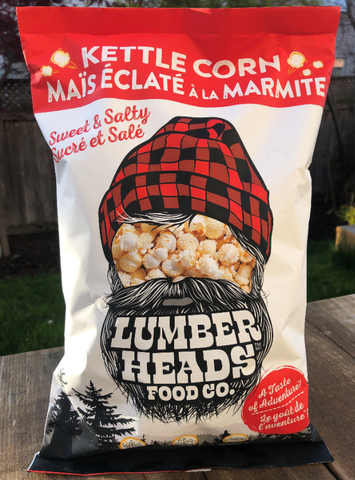 KETTLE CORN
MAÏS ÉCLATÉ À LA MARMITE
Sweet & Salty
Sucré et Salé
LUMBER
HEADS
FOOD CO.
A Taste
of Adventure!
Le goût de
l'aventure!